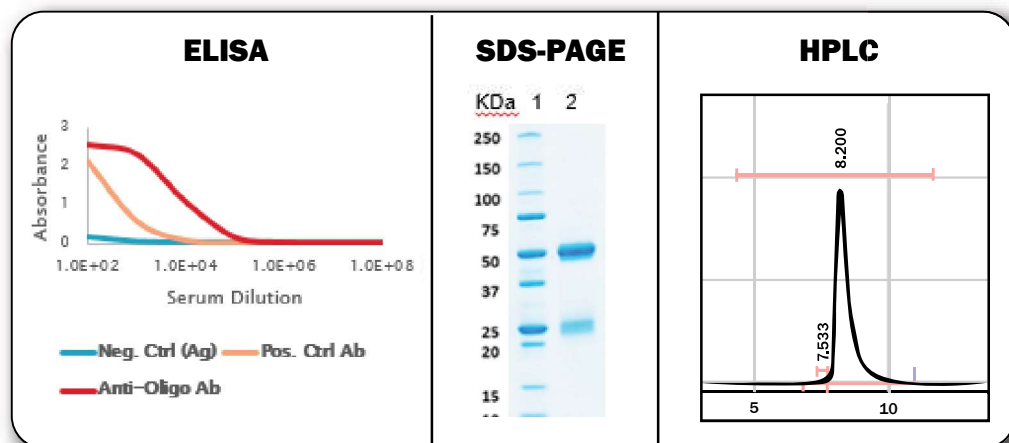 ELISA
Absorbance
3
2
1
0
1.0E+02 1.0E+04 1.0E+06 1.0E+08
Serum Dilution
Neg. Ctrl (Ag) Pos. Ctrl Ab
Anti-Oligo Ab
SDS-PAGE
KDa 1 2
250
150
100
75
50
37
25
20
15
HPLC
8.200
7.533
5 10